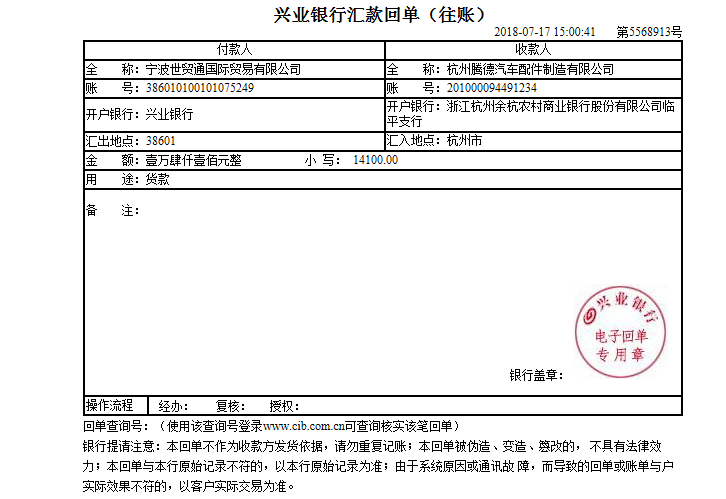 兴业银行汇款回单（往账）
2018-07-17 15:00:41 第5568913号
付款人 收款人
全 称：宁波世贸通国际贸易有限公司 全 称：杭州腾德汽车配件制造有限公司
账 号：386010100101075249 账 号：201000094491234
开户银行：兴业银行 开户银行：浙江杭州余杭农村商业银行股份有限公司临
平支行
汇出地点：38601 汇入地点：杭州市
金 额：壹万肆仟壹佰元整 小 写： 14100.00
用 途：货款
备 注：
兴业银行
电子回单
专用章
银行盖章：
操作流程 经办： 复核： 授权：
回单查询号：（使用该查询号登录www.cib.com.cn可查询核实该笔回单）
银行提请注意：本回单不作为收款方发货依据，请勿重复记账；本回单被伪造、变造、篡改的，不具有法律效
力；本回单与本行原始记录不符的，以本行原始记录为准；由于系统原因或通讯故 障，而导致的回单或账单与户
实际效果不符的，以客户实际交易为准。